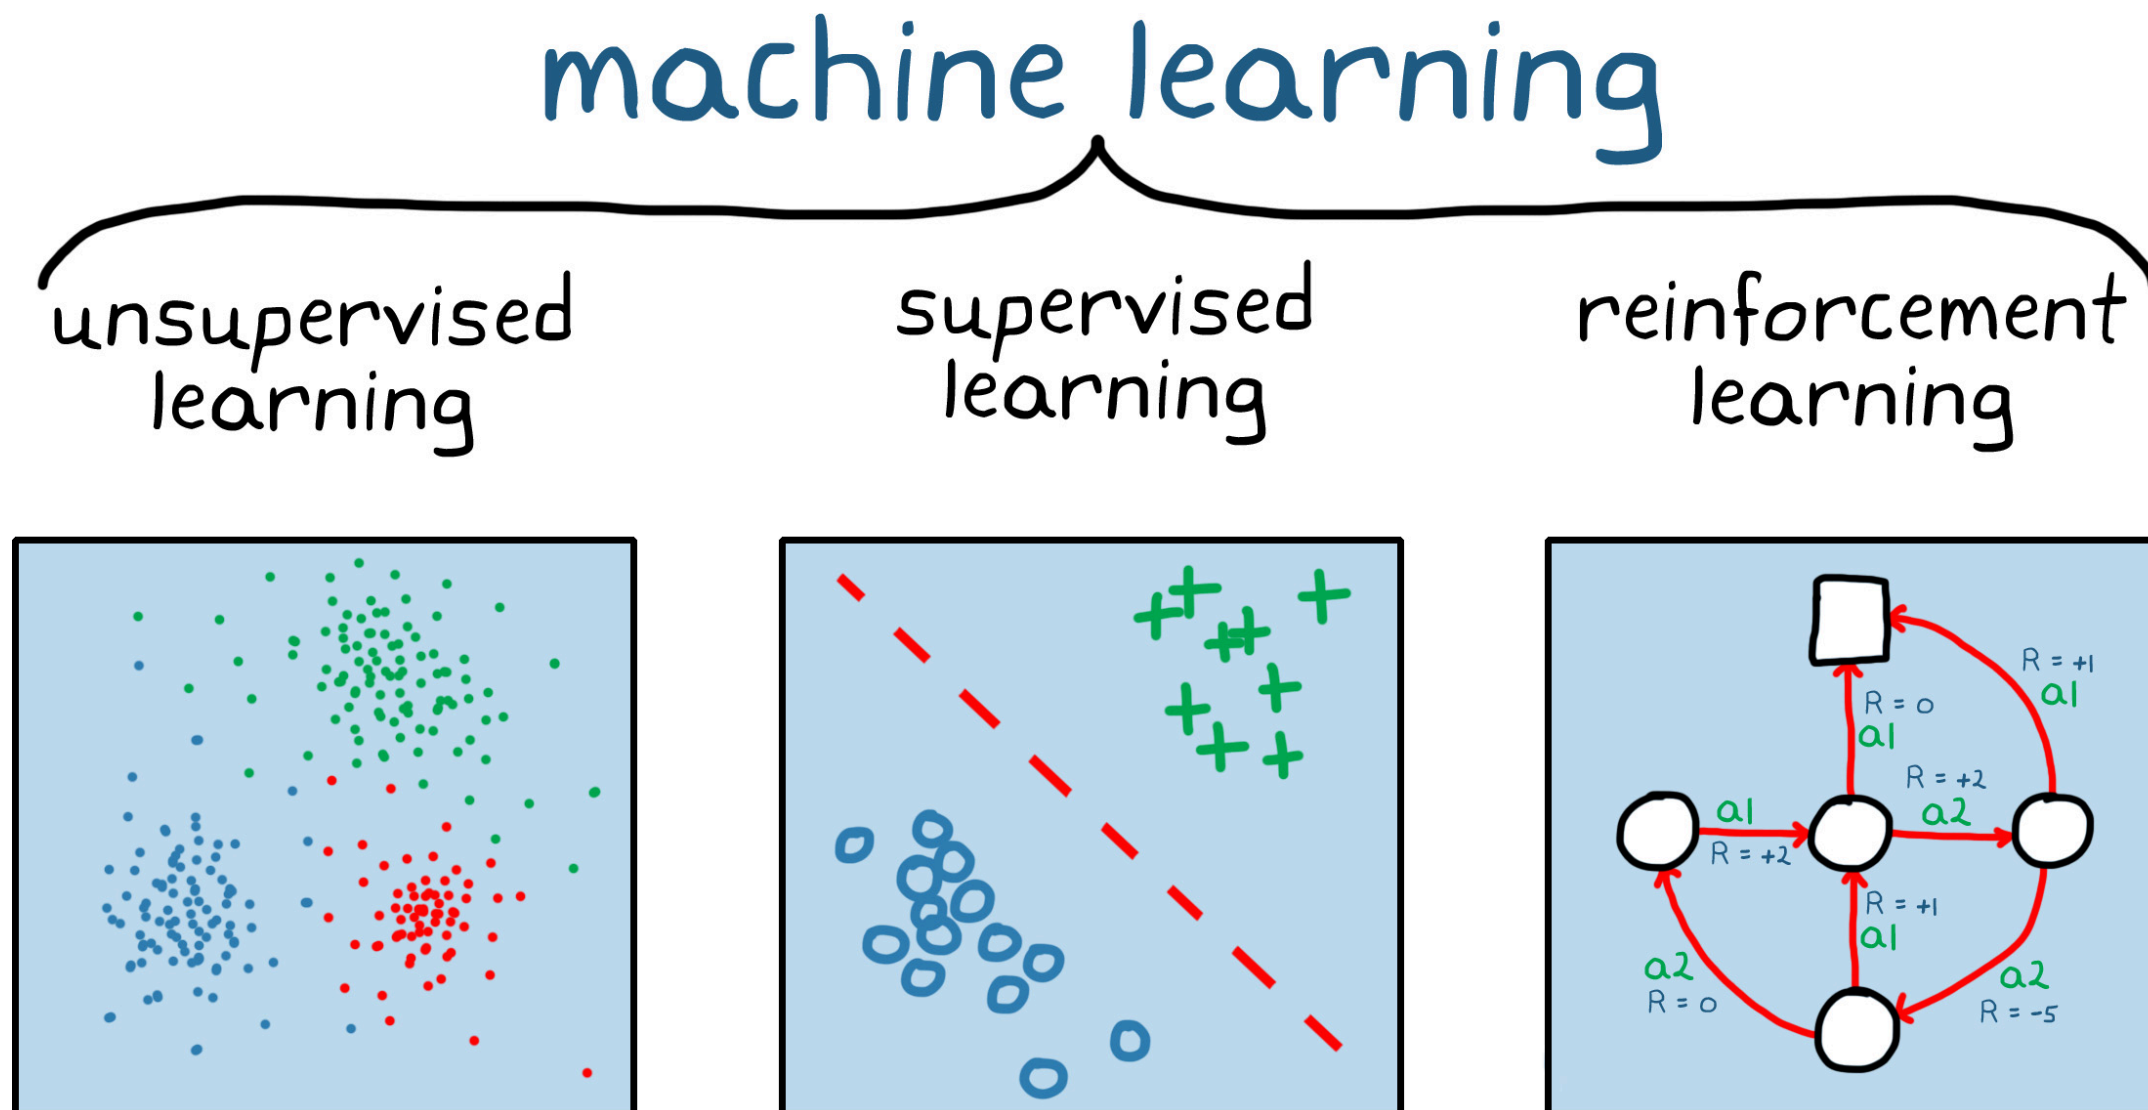 machine learning
unsupervised
learning
supervised
learning
reinforcement
learning
R = +1
a1
R = 0
a1
R = +2
a2
a1
R = +2
R = +1
a1
a2
R = 0
a2
R = -5